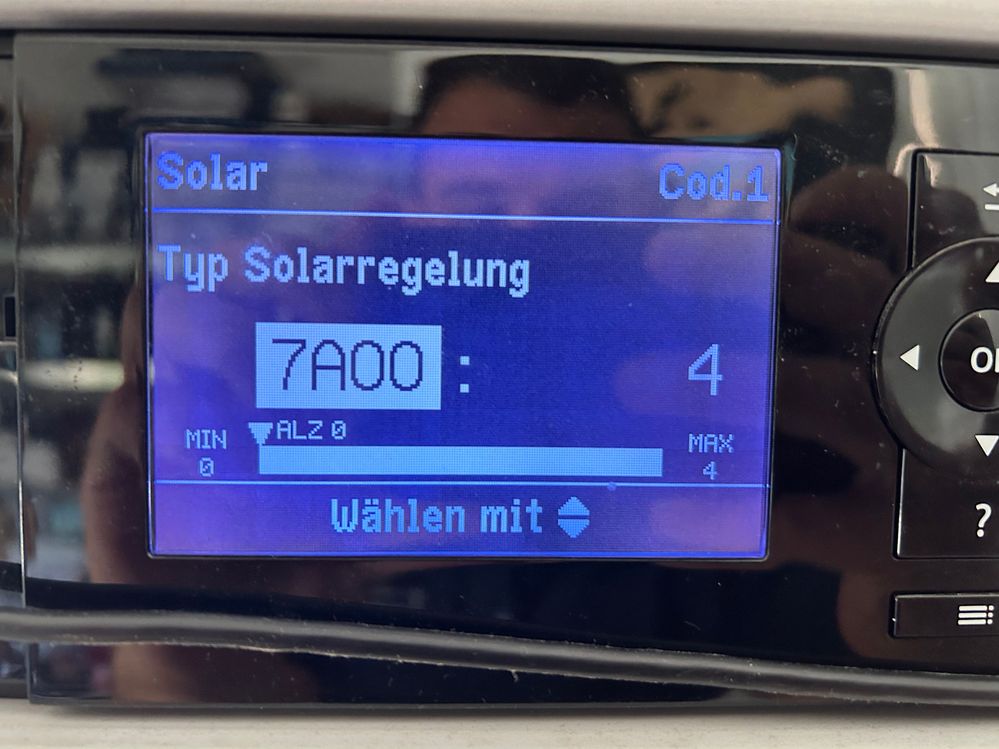 Solar Cod.1
Typ Solarregelung
7A00 : 4
ALZ 0
MIN MAX
0 4
Wählen mit
?